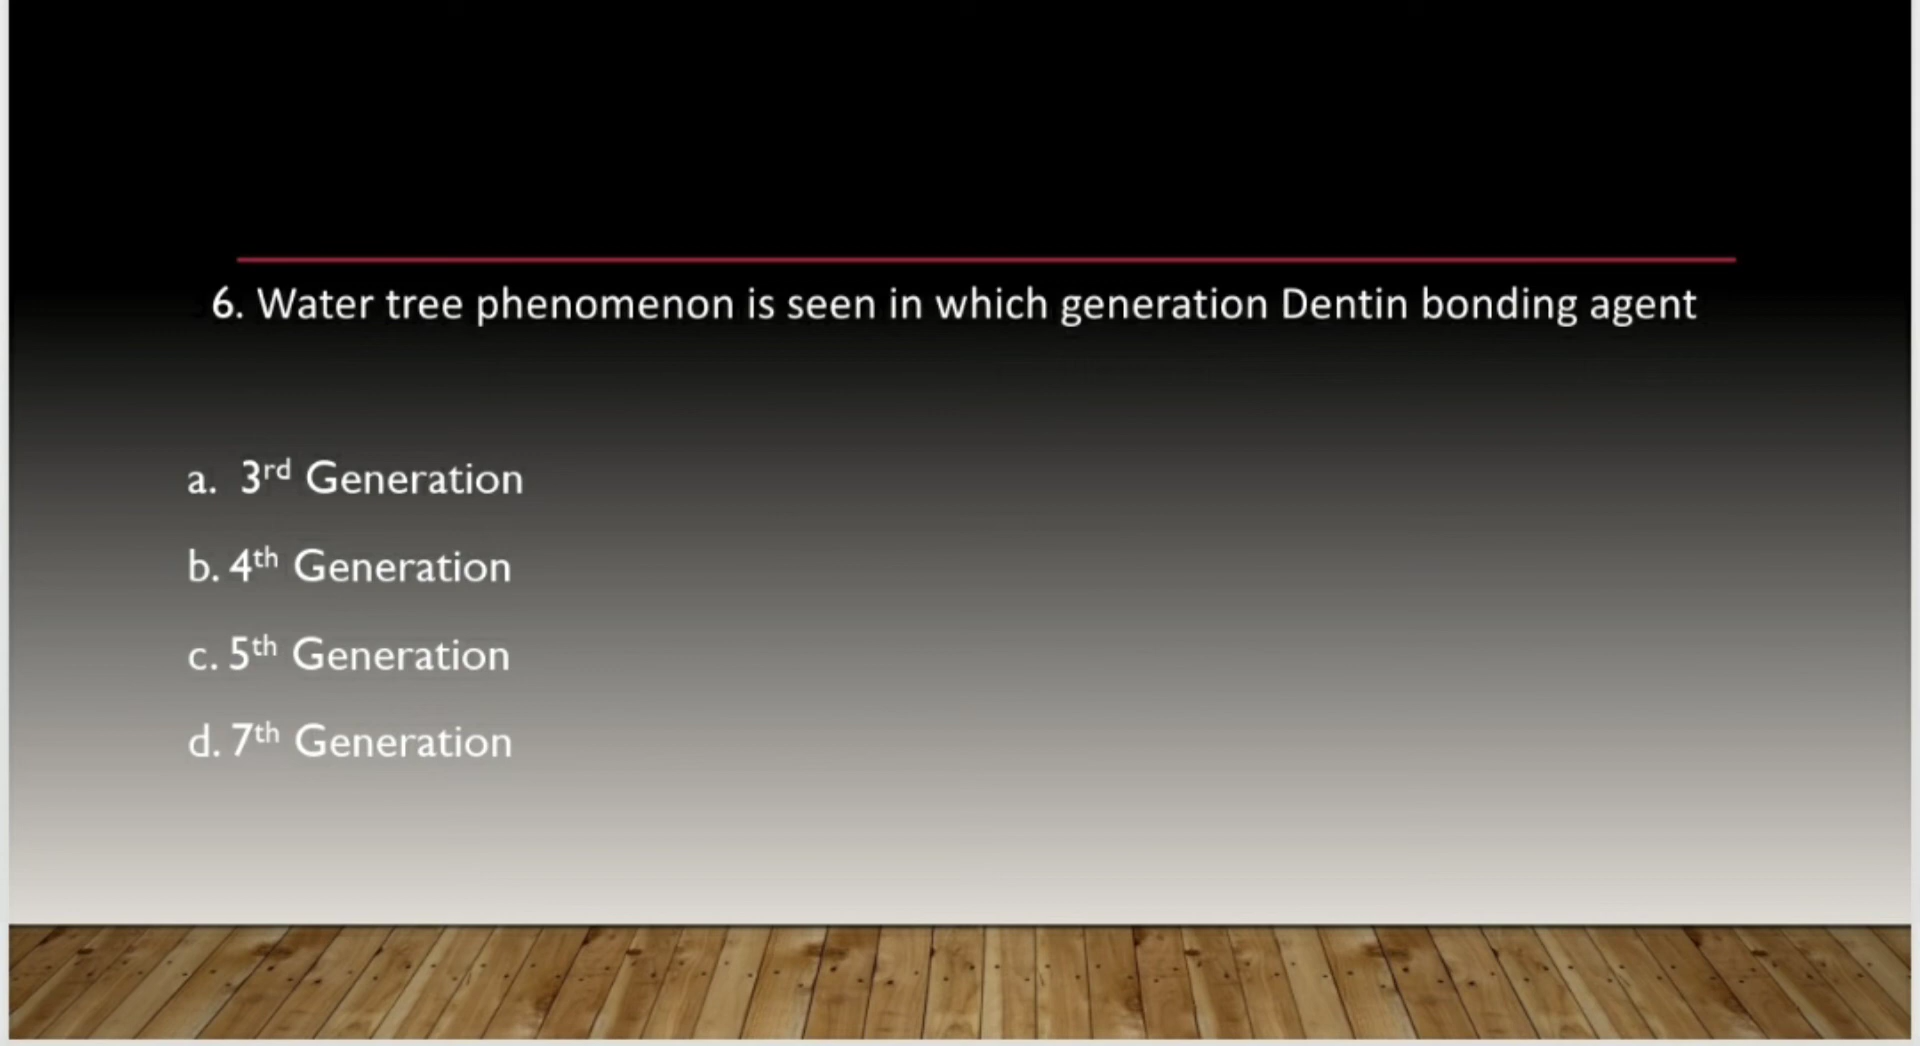 6. Water tree phenomenon is seen in which generation Dentin bonding agent
a. 3rd Generation
b. 4th Generation
c. 5th Generation
d. 7th Generation